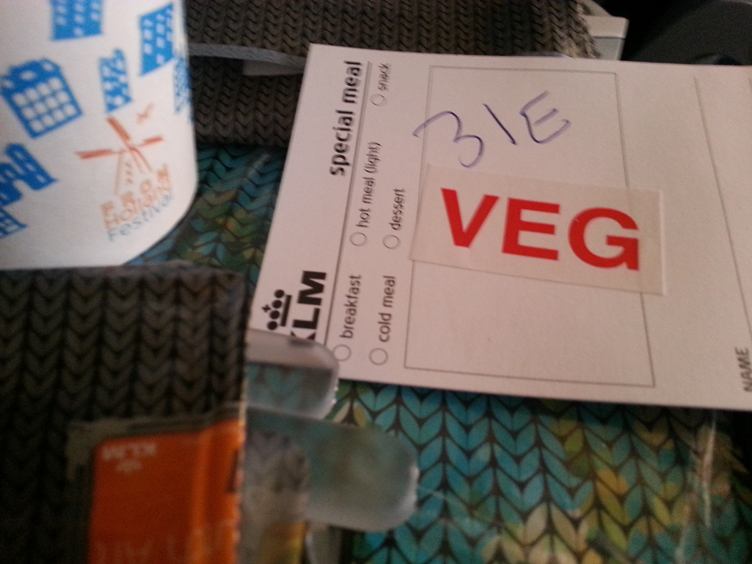 special meal
KLM
breakfast
hot meal (light)
snack
cold meal
dessert
31E
VEG
NAME
Holland
Festival
KLM